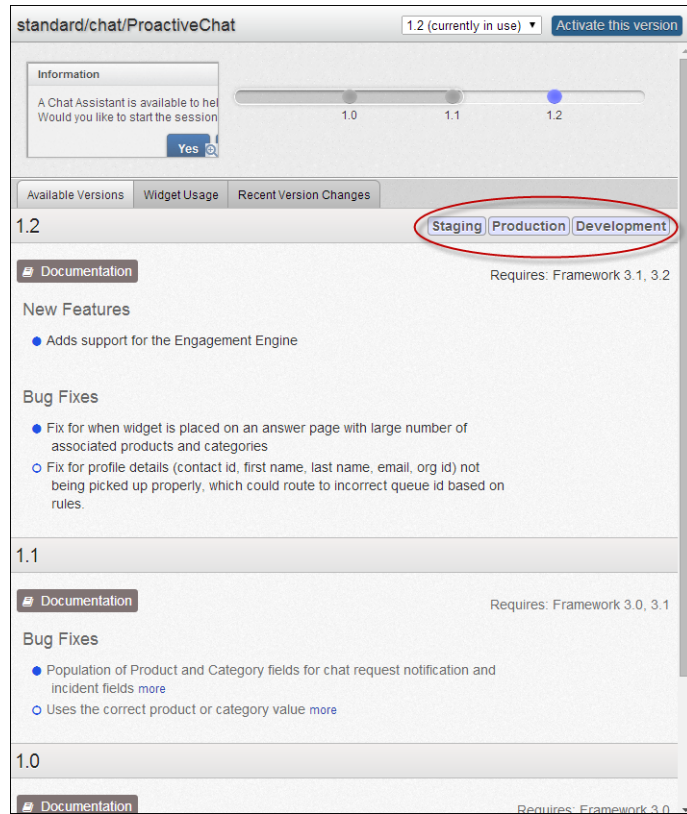 standard/chat/ProactiveChat
1.2 (currently in use)
Activate this version
Information
A Chat Assistant is available to hel
Would you like to start the session
Yes
1.0 1.1 1.2
Available Versions Widget Usage Recent Version Changes
1.2
Staging Production Development
Documentation
Requires: Framework 3.1, 3.2
New Features
Adds support for the Engagement Engine
Bug Fixes
Fix for when widget is placed on an answer page with large number of
associated products and categories
Fix for profile details (contact id, first name, last name, email, org id) not
being picked up properly, which could route to incorrect queue id based on
rules.
1.1
Documentation
Requires: Framework 3.0, 3.1
Bug Fixes
Population of Product and Category fields for chat request notification and
incident fields more
Uses the correct product or category value more
1.0
Documentation
Requires: Framework 3.0